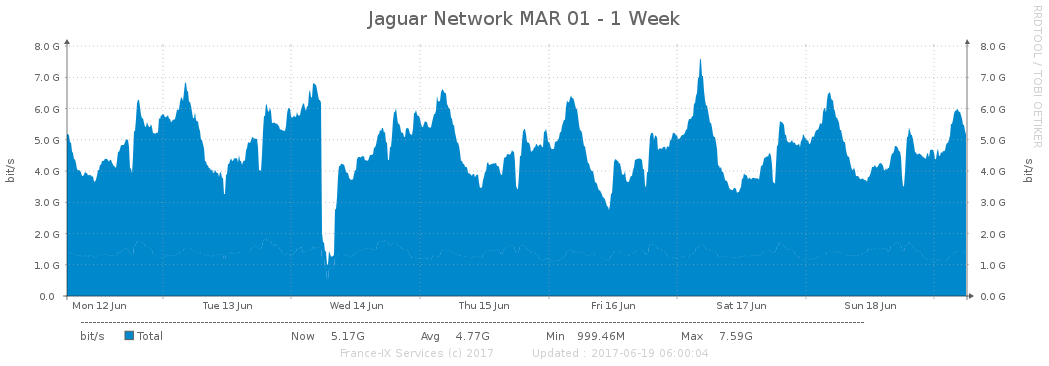 Jaguar Network MAR 01 - 1 Week
RRDTOOL / TOBI OETIKER
8.0 G 8.0 G
7.0 G 7.0 G
6.0 G 6.0 G
5.0 G 5.0 G
4.0 G 4.0 G
3.0 G 3.0 G
2.0 G 2.0 G
1.0 G 1.0 G
0.0 0.0 G
bit/s
bit/s
Mon 12 Jun Tue 13 Jun Wed 14 Jun Thu 15 Jun Fri 16 Jun Sat 17 Jun Sun 18 Jun
bit/s Total Now 5.17G Avg 4.77G Min 999.46M Max 7.59G
France-IX Services (c) 2017 Updated : 2017-06-19 06:00:04